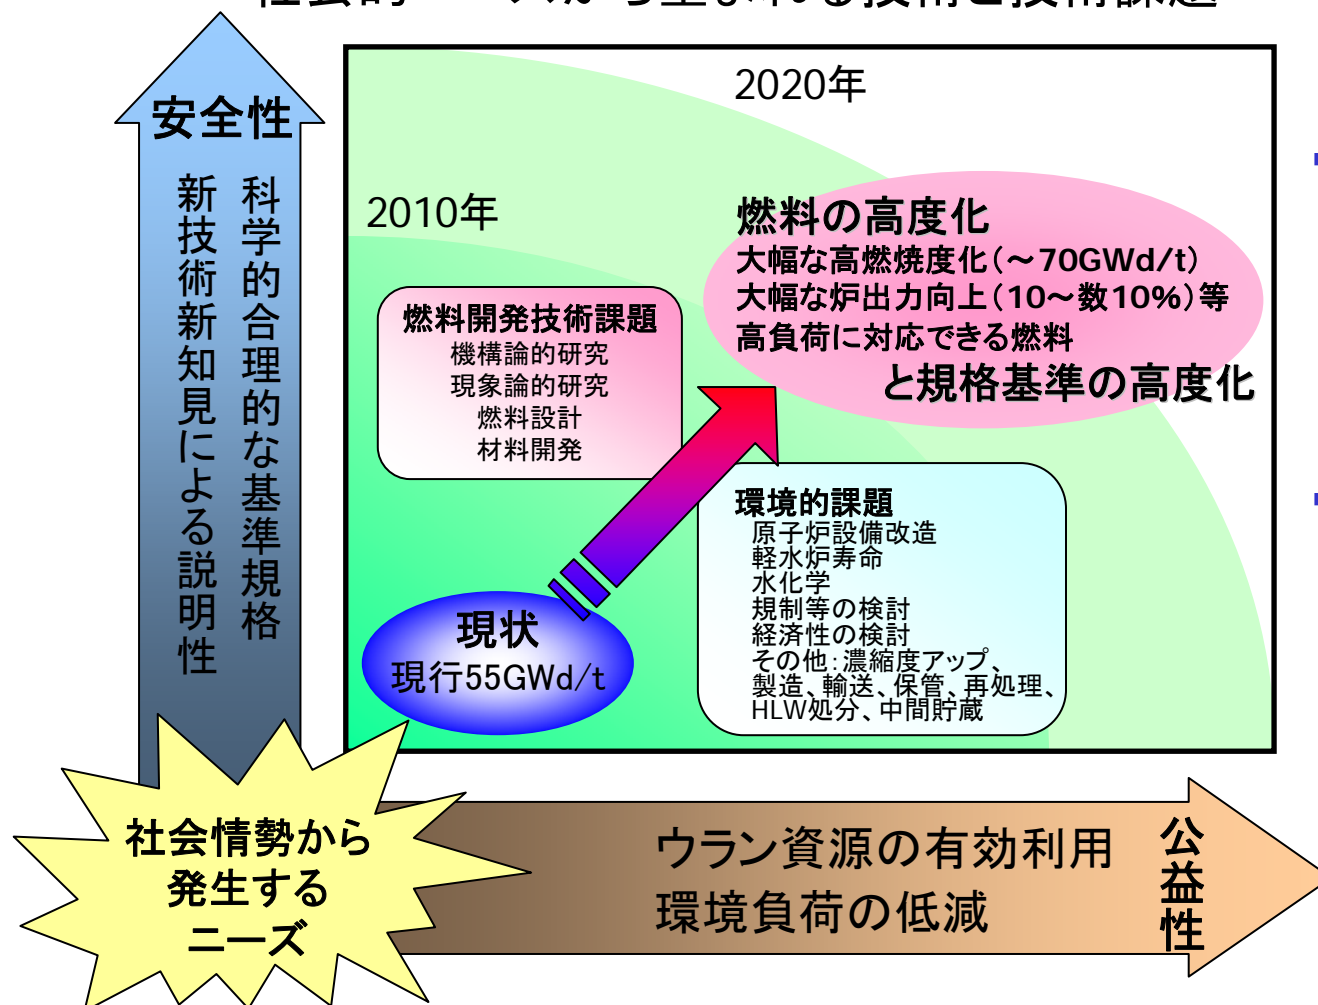 安全性
科学的合理的な基準規格
新技術新知見による説明性
2020年
2010年
燃料の高度化
大幅な高燃焼度化(~70GWd/t)
大幅な炉出力向上(10~数10%)等
高負荷に対応できる燃料
と規格基準の高度化
燃料開発技術課題
機構論的研究
現象論的研究
燃料設計
材料開発
環境的課題
原子炉設備改造
軽水炉寿命
水化学
規制等の検討
経済性の検討
その他:濃縮度アップ、
製造、輸送、保管、再処理、
HLW処分、中間貯蔵
現状
現行55GWd/t
社会情勢から
発生する
ニーズ
ウラン資源の有効利用
環境負荷の低減
公益性